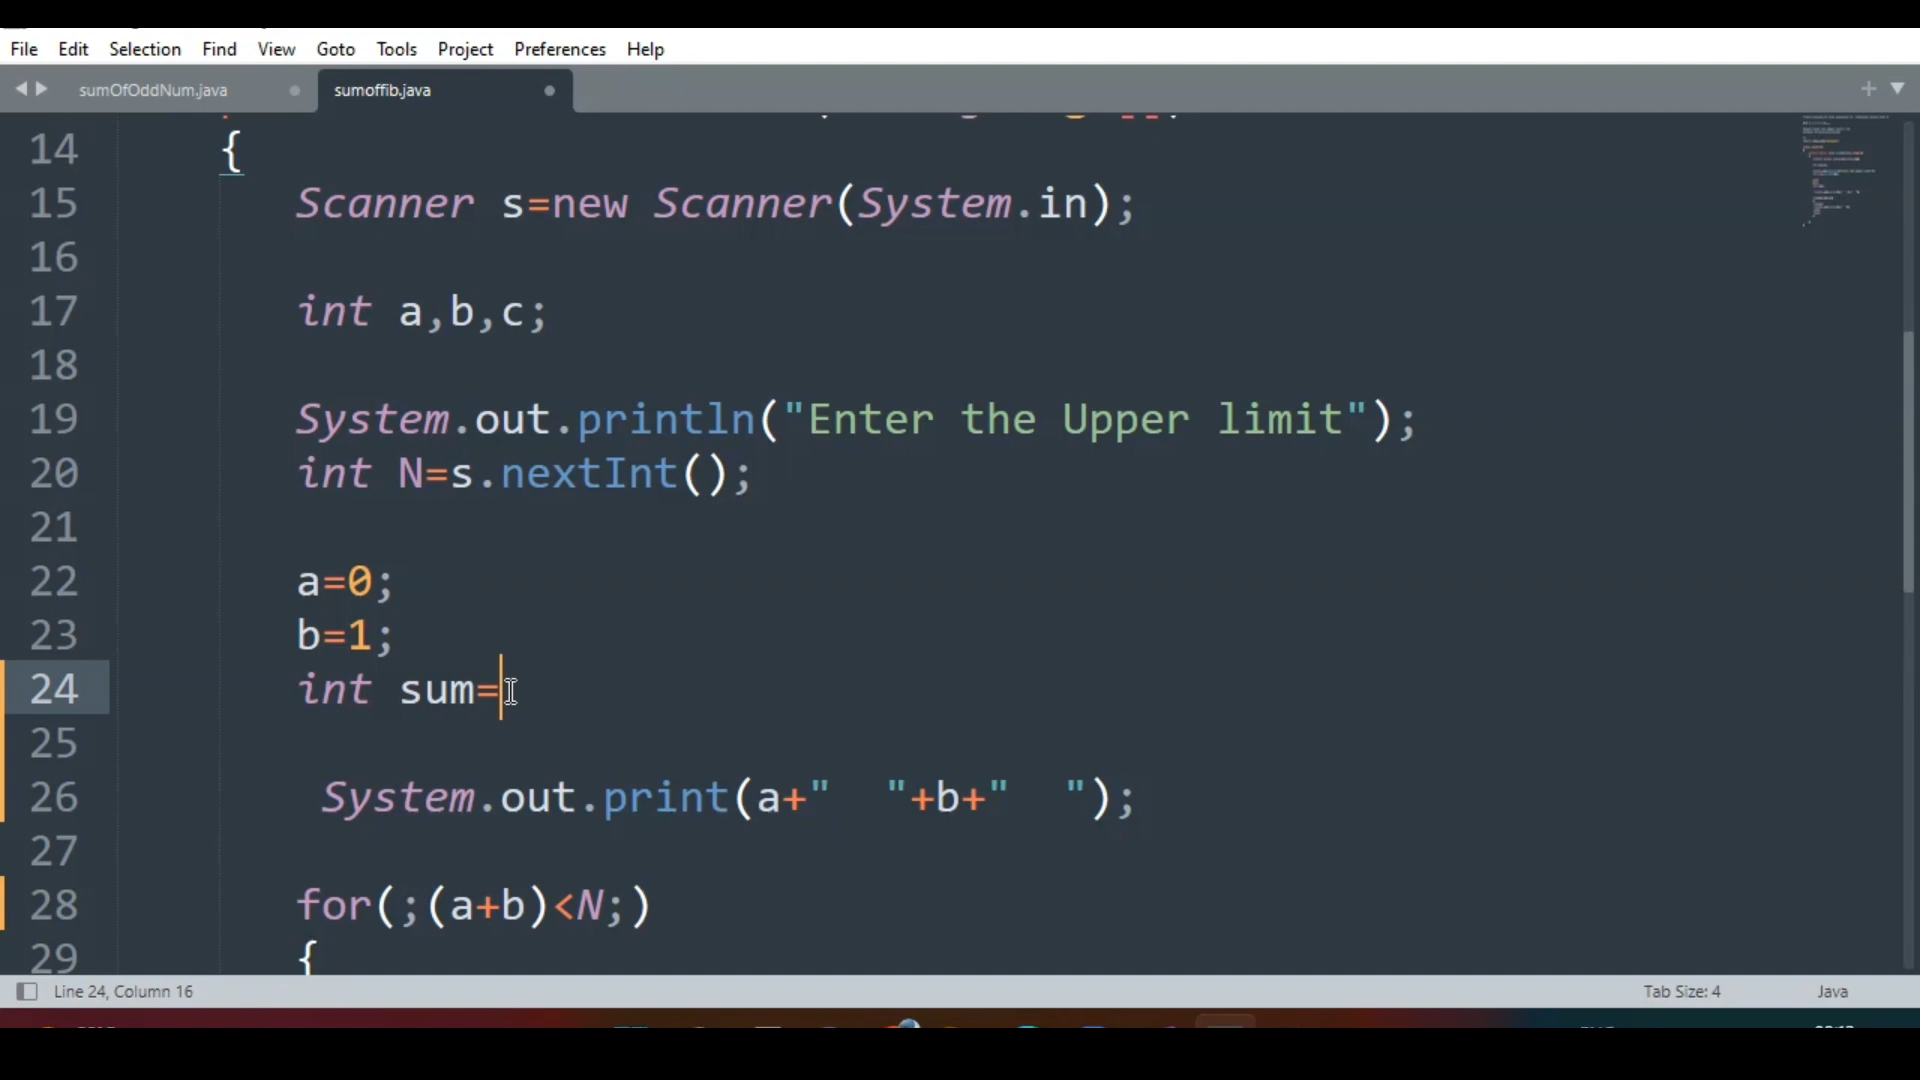 File Edit Selection Find View Goto Tools Project Preferences Help
sumOfOddNum.java sumoffib.java
14 {
15 Scanner s=new Scanner(System.in);
16
17 int a,b,c;
18
19 System.out.println("Enter the Upper limit");
20 int N=s.nextInt();
21
22 a=0;
23 b=1;
24 int sum=
25
26 System.out.print(a+"  "+b+"  ");
27
28 for(;(a+b)<N;)
29 {
Line 24, Column 16 Tab Size: 4 Java